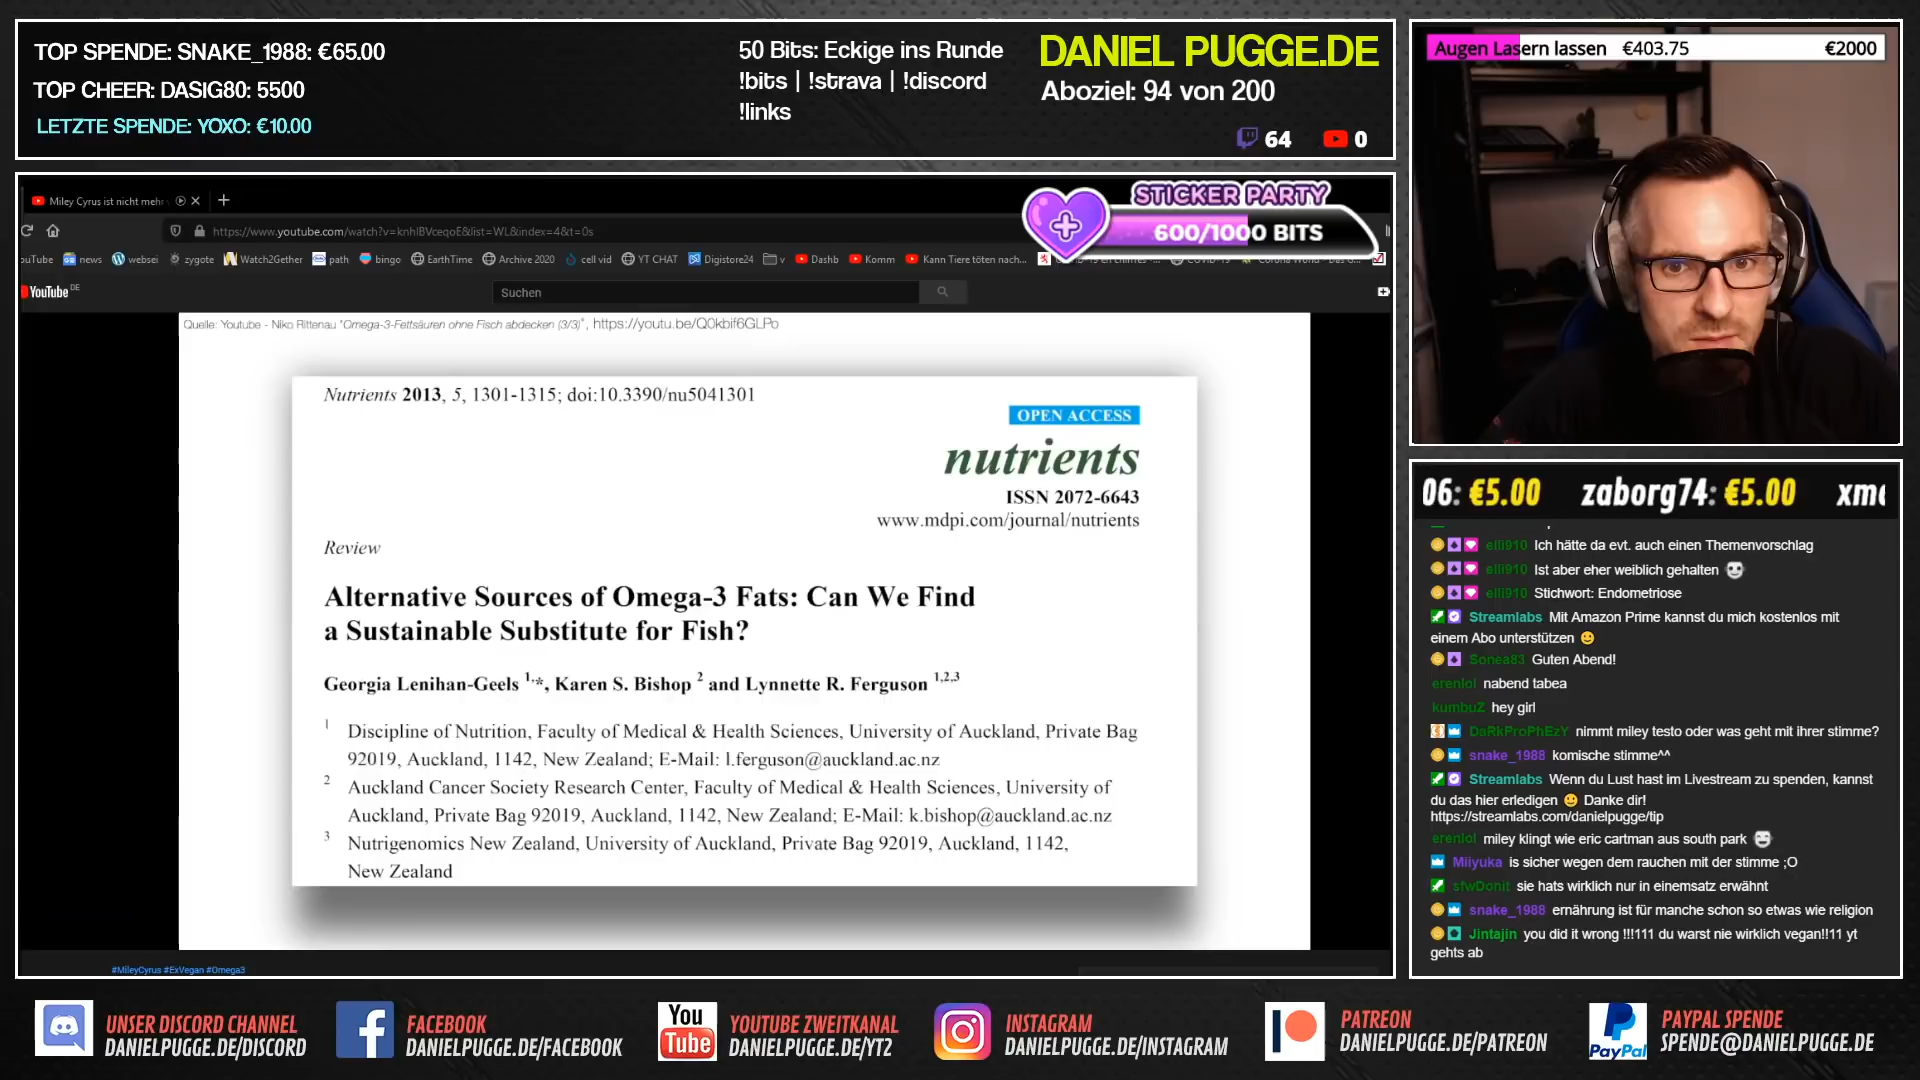 TOP SPENDE: SNAKE_1988: €65.00
TOP CHEER: DASIG80: 5500
LETZTE SPENDE: YOXO: €10.00
50 Bits: Eckige ins Runde
!bits | !strava | !discord
!links
DANIEL PUGGE.DE
Aboziel: 94 von 200
64
0
Augen Lasern lassen €403.75 €2000
Miley Cyrus ist nicht mehr
STICKER PARTY
600/1000 BITS
https://www.youtube.com/watch?v=knhIBVceqoE&list=WL&index=4&t=0s
ouTube news websei zygote Watch2Gether path bingo EarthTime Archive 2020 cell vid YT CHAT Digistore24 v Dashb Komm Kann Tiere töten nach...
YouTube DE
Suchen
Quelle: Youtube - Niko Rittenau "Omega-3-Fettsäuren ohne Fisch abdecken (3/3)", https://youtu.be/Q0kbif6GLPo
Nutrients 2013, 5, 1301-1315; doi:10.3390/nu5041301
OPEN ACCESS
nutrients
ISSN 2072-6643
www.mdpi.com/journal/nutrients
Review
Alternative Sources of Omega-3 Fats: Can We Find
a Sustainable Substitute for Fish?
Georgia Lenihan-Geels 1,*, Karen S. Bishop 2 and Lynnette R. Ferguson 1,2,3
1 Discipline of Nutrition, Faculty of Medical & Health Sciences, University of Auckland, Private Bag
92019, Auckland, 1142, New Zealand; E-Mail: l.ferguson@auckland.ac.nz
2 Auckland Cancer Society Research Center, Faculty of Medical & Health Sciences, University of
Auckland, Private Bag 92019, Auckland, 1142, New Zealand; E-Mail: k.bishop@auckland.ac.nz
3 Nutrigenomics New Zealand, University of Auckland, Private Bag 92019, Auckland, 1142,
New Zealand
#MileyCyrus #ExVegan #Omega3
06: €5.00 zaborg74: €5.00 xm
elli910 Ich hätte da evt. auch einen Themenvorschlag
elli910 Ist aber eher weiblich gehalten
elli910 Stichwort: Endometriose
Streamlabs Mit Amazon Prime kannst du mich kostenlos mit
einem Abo unterstützen
Sonea83 Guten Abend!
erenlol nabend tabea
kumbuZ hey girl
DaRkProPhEzY nimmt miley testo oder was geht mit ihrer stimme?
snake_1988 komische stimme^^
Streamlabs Wenn du Lust hast im Livestream zu spenden, kannst
du das hier erledigen Danke dir!
https://streamlabs.com/danielpugge/tip
erenlol miley klingt wie eric cartman aus south park
Miiyuka is sicher wegen dem rauchen mit der stimme ;O
sfwDonit sie hats wirklich nur in einemsatz erwähnt
snake_1988 ernährung ist für manche schon so etwas wie religion
Jintajin you did it wrong !!!111 du warst nie wirklich vegan!!11 yt
gehts ab
UNSER DISCORD CHANNEL
DANIELPUGGE.DE/DISCORD
FACEBOOK
DANIELPUGGE.DE/FACEBOOK
You
Tube
YOUTUBE ZWEITKANAL
DANIELPUGGE.DE/YT2
INSTAGRAM
DANIELPUGGE.DE/INSTAGRAM
PATREON
DANIELPUGGE.DE/PATREON
PayPal
PAYPAL SPENDE
SPENDE@DANIELPUGGE.DE